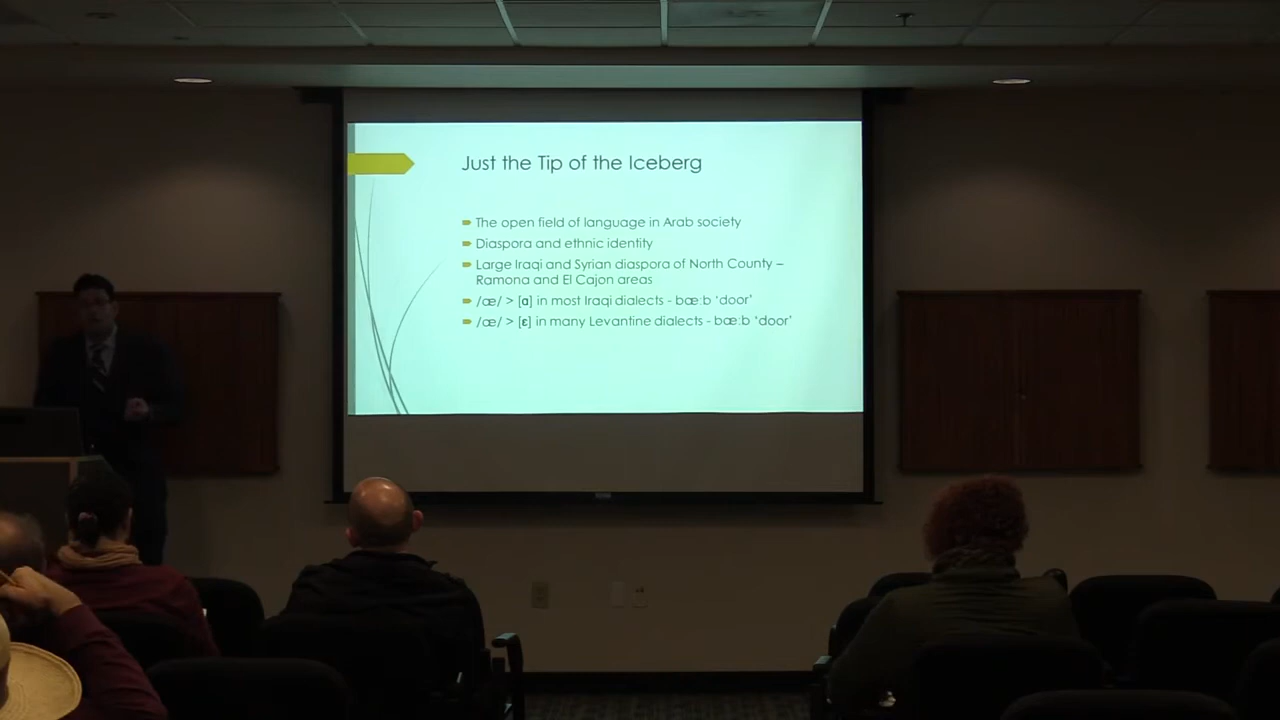 Just the Tip of the Iceberg
The open field of language in Arab society
Diaspora and ethnic identity
Large Iraqi and Syrian diaspora of North County –
Ramona and El Cajon areas
/æ/ > [ɑ] in most Iraqi dialects - bæːb ‘door’
/æ/ > [ɛ] in many Levantine dialects - bæːb ‘door’